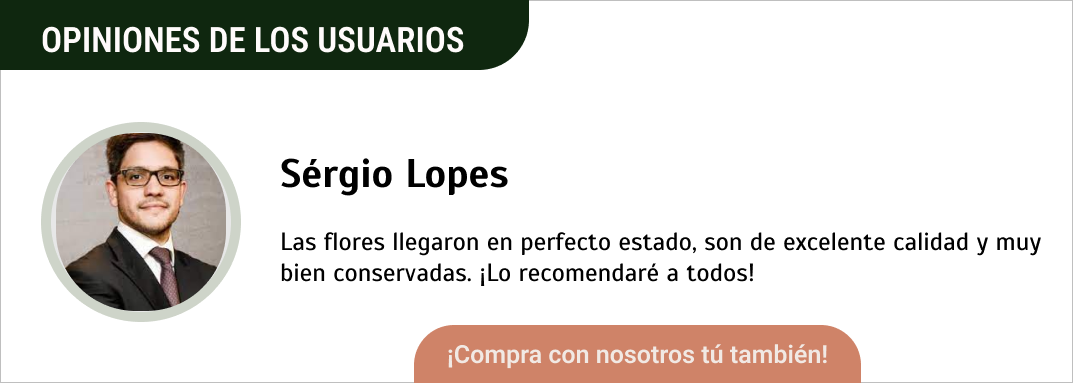 OPINIONES DE LOS USUARIOS
Sérgio Lopes
Las flores llegaron en perfecto estado, son de excelente calidad y muy
bien conservadas. ¡Lo recomendaré a todos!
¡Compra con nosotros tú también!